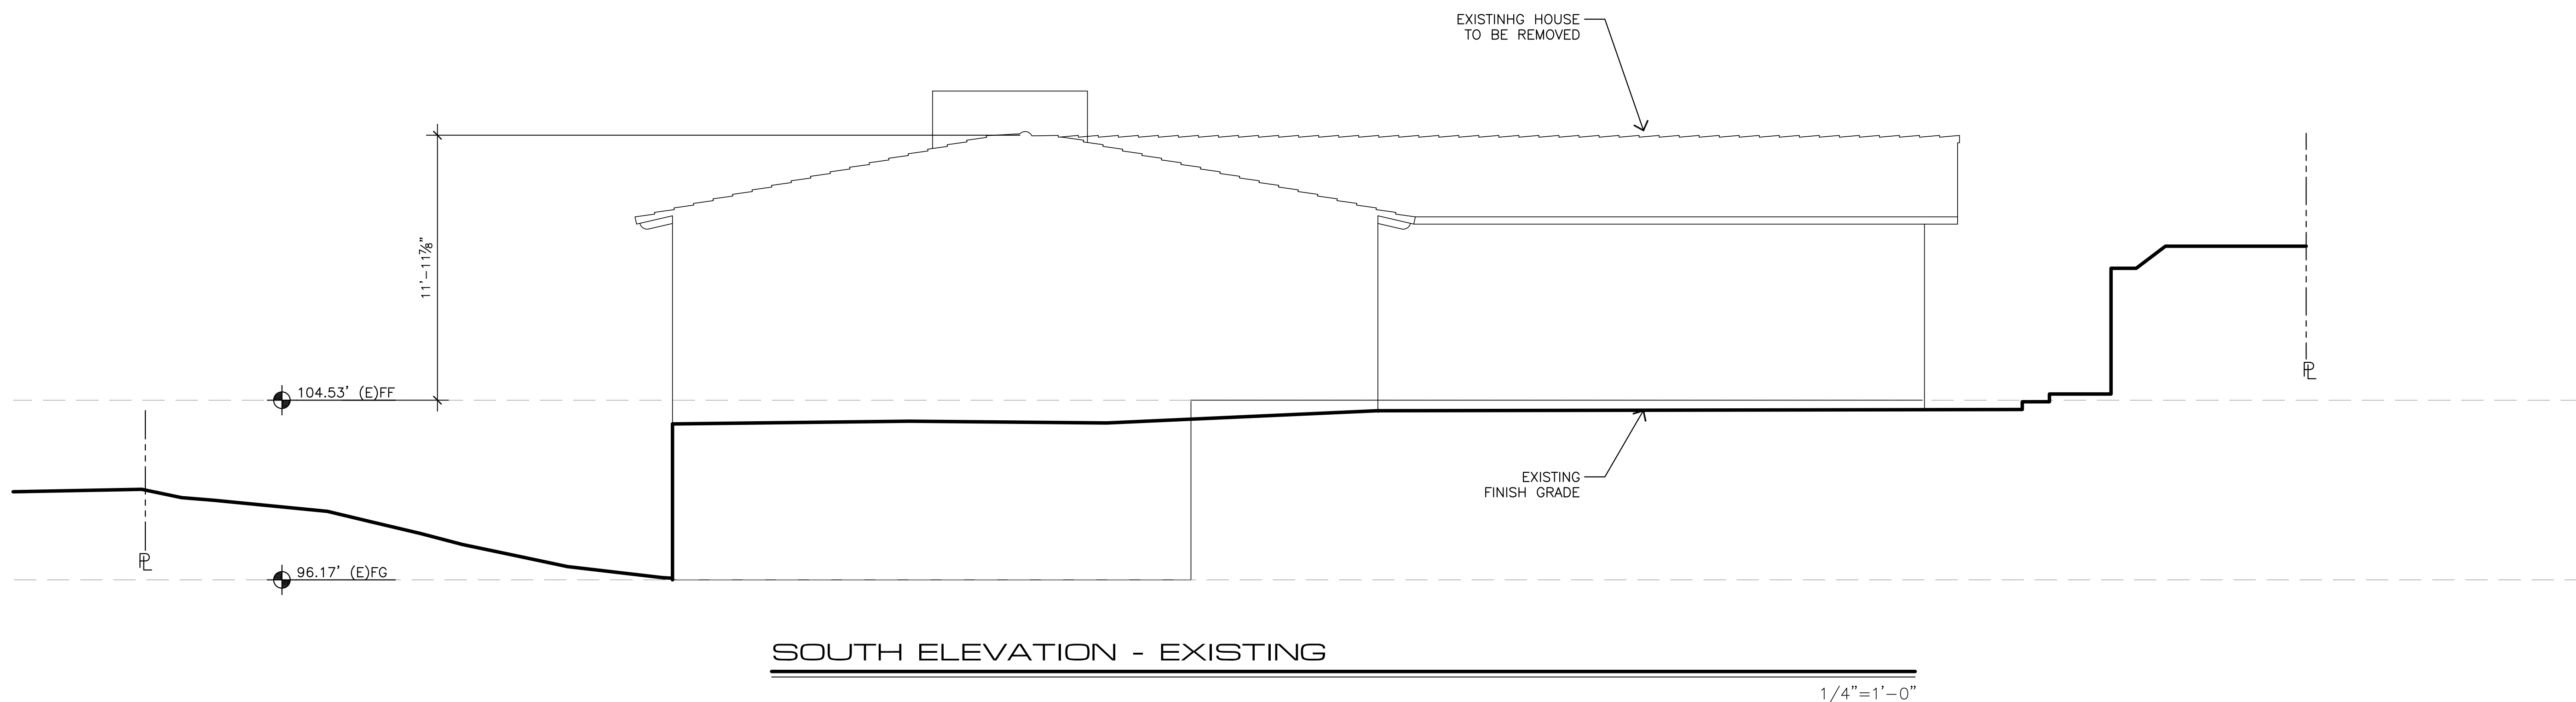 EXISTINHG HOUSE
TO BE REMOVED
11'-11⅞"
104.53' (E)FF
PL
EXISTING
FINISH GRADE
PL
96.17' (E)FG
SOUTH ELEVATION - EXISTING
1/4"=1'-0"